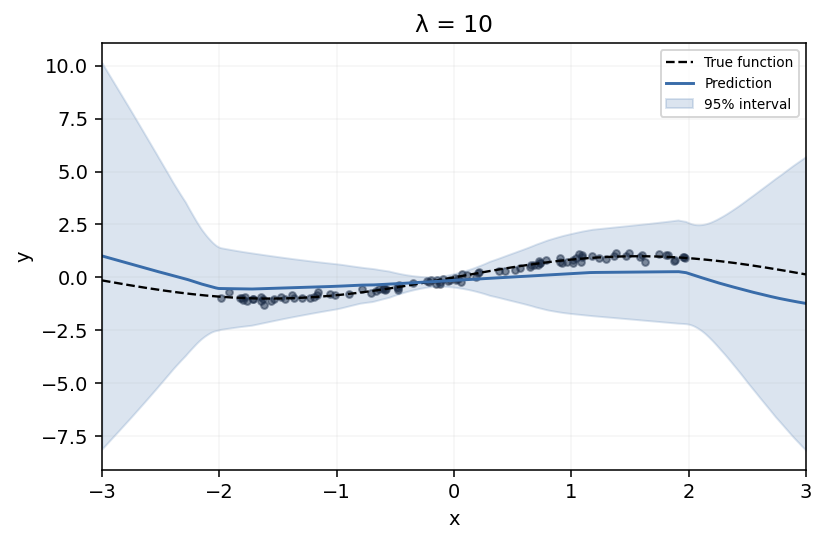 λ = 10
True function
Prediction
95% interval
10.0
7.5
5.0
2.5
0.0
−2.5
−5.0
−7.5
y
−3 −2 −1 0 1 2 3
x